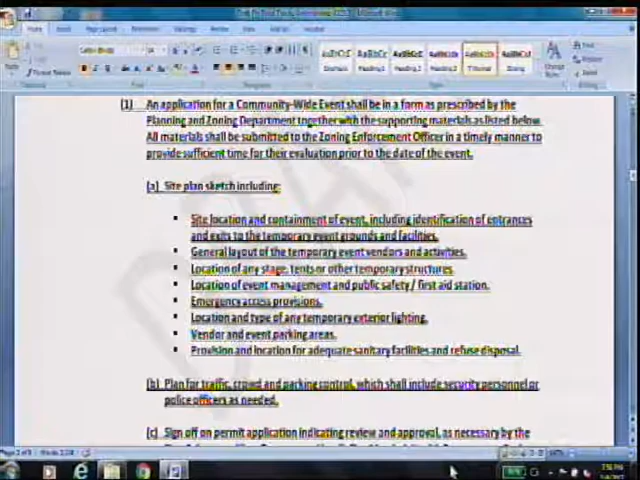 (1) An application for a Community-Wide Event shall be in a form as prescribed by the
Planning and Zoning Department together with the supporting materials as listed below.
All materials shall be submitted to the Zoning Enforcement Officer in a timely manner to
provide sufficient time for their evaluation prior to the date of the event.
(a) Site plan sketch including:
▪ Site location and containment of event, including identification of entrances
and exits to the temporary event grounds and facilities.
▪ General layout of the temporary event vendors and activities.
▪ Location of any stage, tents or other temporary structures.
▪ Location of event management and public safety / first aid station.
▪ Emergency access provisions.
▪ Location and type of any temporary exterior lighting.
▪ Vendor and event parking areas.
▪ Provision and location for adequate sanitary facilities and refuse disposal.
(b) Plan for traffic, crowd and parking control, which shall include security personnel or
police officers as needed.
(c) Sign off on permit application indicating review and approval, as necessary by the